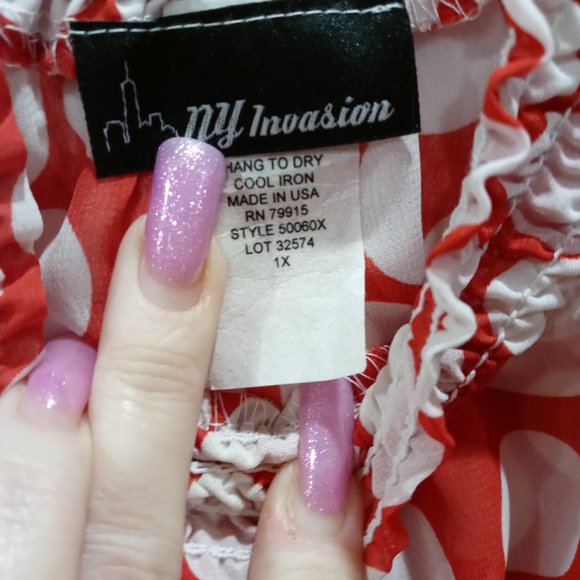 NY Invasion
HANG TO DRY
COOL IRON
MADE IN USA
RN 79915
STYLE 50060X
LOT 32574
1X